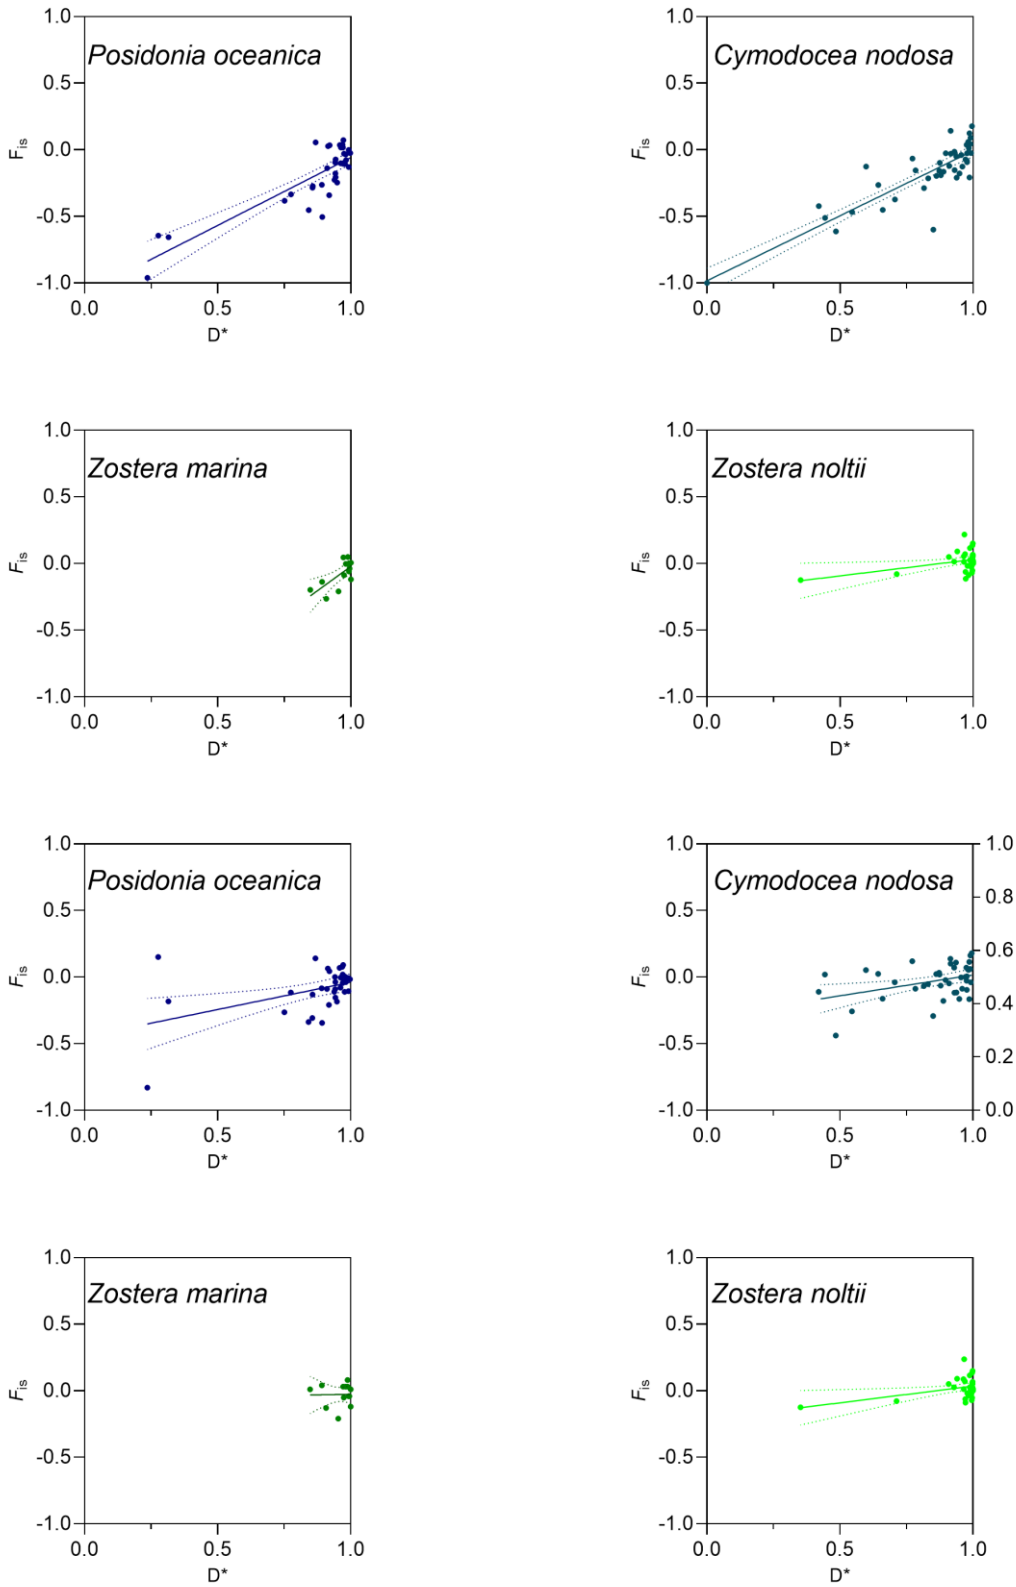 1.0
Posidonia oceanica
0.5
0.0
Fis
-0.5
-1.0
0.0 0.5 1.0
D*
1.0
Cymodocea nodosa
0.5
0.0
Fis
-0.5
-1.0
0.0 0.5 1.0
D*
1.0
Zostera marina
0.5
0.0
Fis
-0.5
-1.0
0.0 0.5 1.0
D*
1.0
Zostera noltii
0.5
0.0
Fis
-0.5
-1.0
0.0 0.5 1.0
D*
1.0
Posidonia oceanica
0.5
0.0
Fis
-0.5
-1.0
0.0 0.5 1.0
D*
1.0 1.0
Cymodocea nodosa
0.8
0.5
0.6
0.0
Fis
0.4
-0.5
0.2
-1.0 0.0
0.0 0.5 1.0
D*
1.0
Zostera marina
0.5
0.0
Fis
-0.5
-1.0
0.0 0.5 1.0
D*
1.0
Zostera noltii
0.5
0.0
Fis
-0.5
-1.0
0.0 0.5 1.0
D*